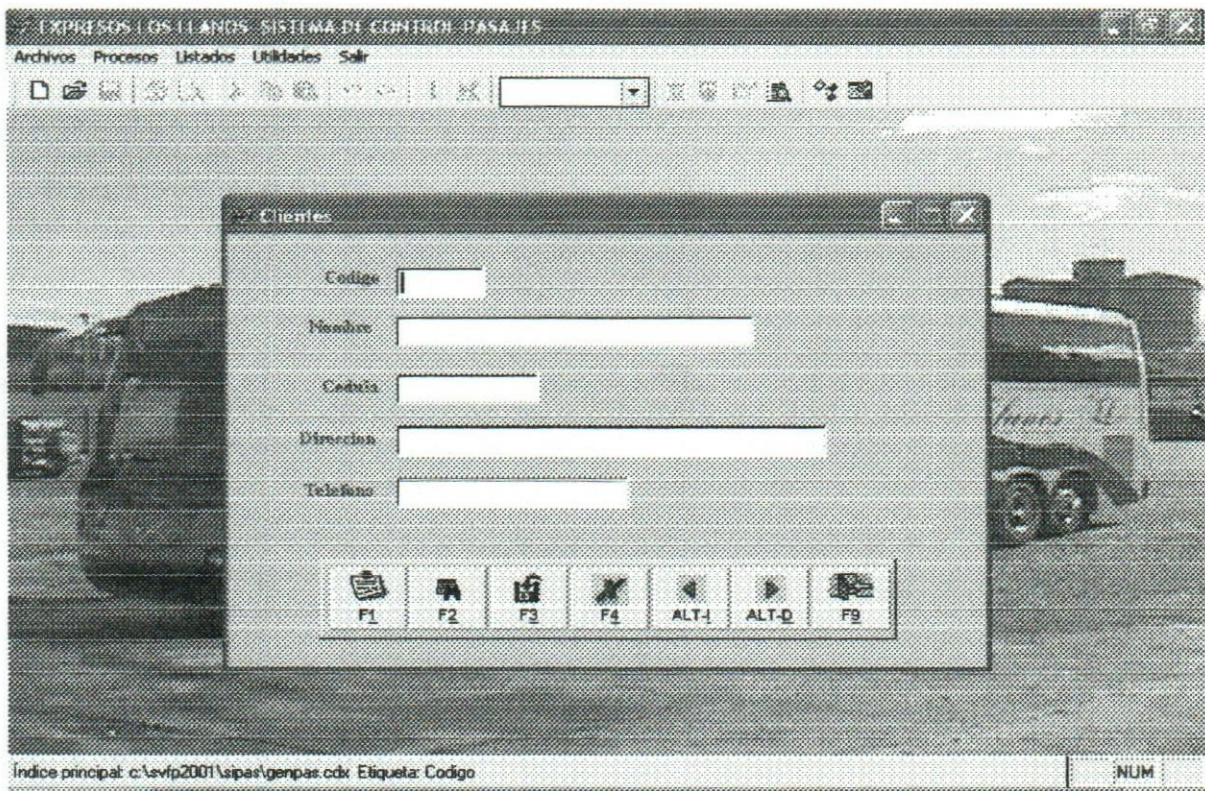 EXPRESOS LOS LLANOS SISTEMA DE CONTROL PASAJES
Archivos Procesos Listados Utilidades Salir
Clientes
Codigo
Nombre
Cedula
Direccion
Telefono
F1 F2 F3 F4 ALT-I ALT-D F9
Llanos
Índice principal: c:\svfp2001\sipas\genpas.cdx Etiqueta: Codigo NUM